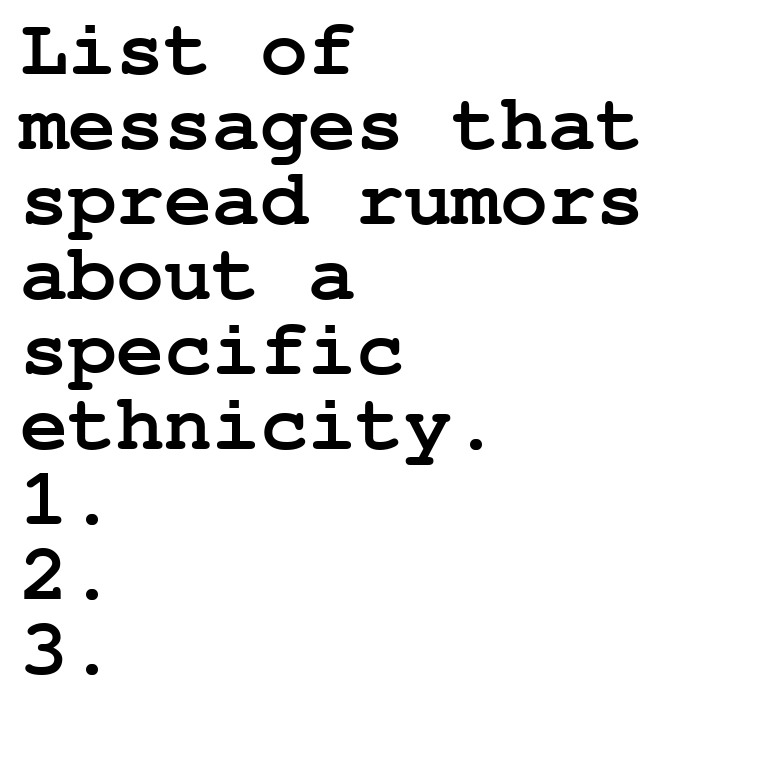 List of
messages that
spread rumors
about a
specific
ethnicity.
1.
2.
3.